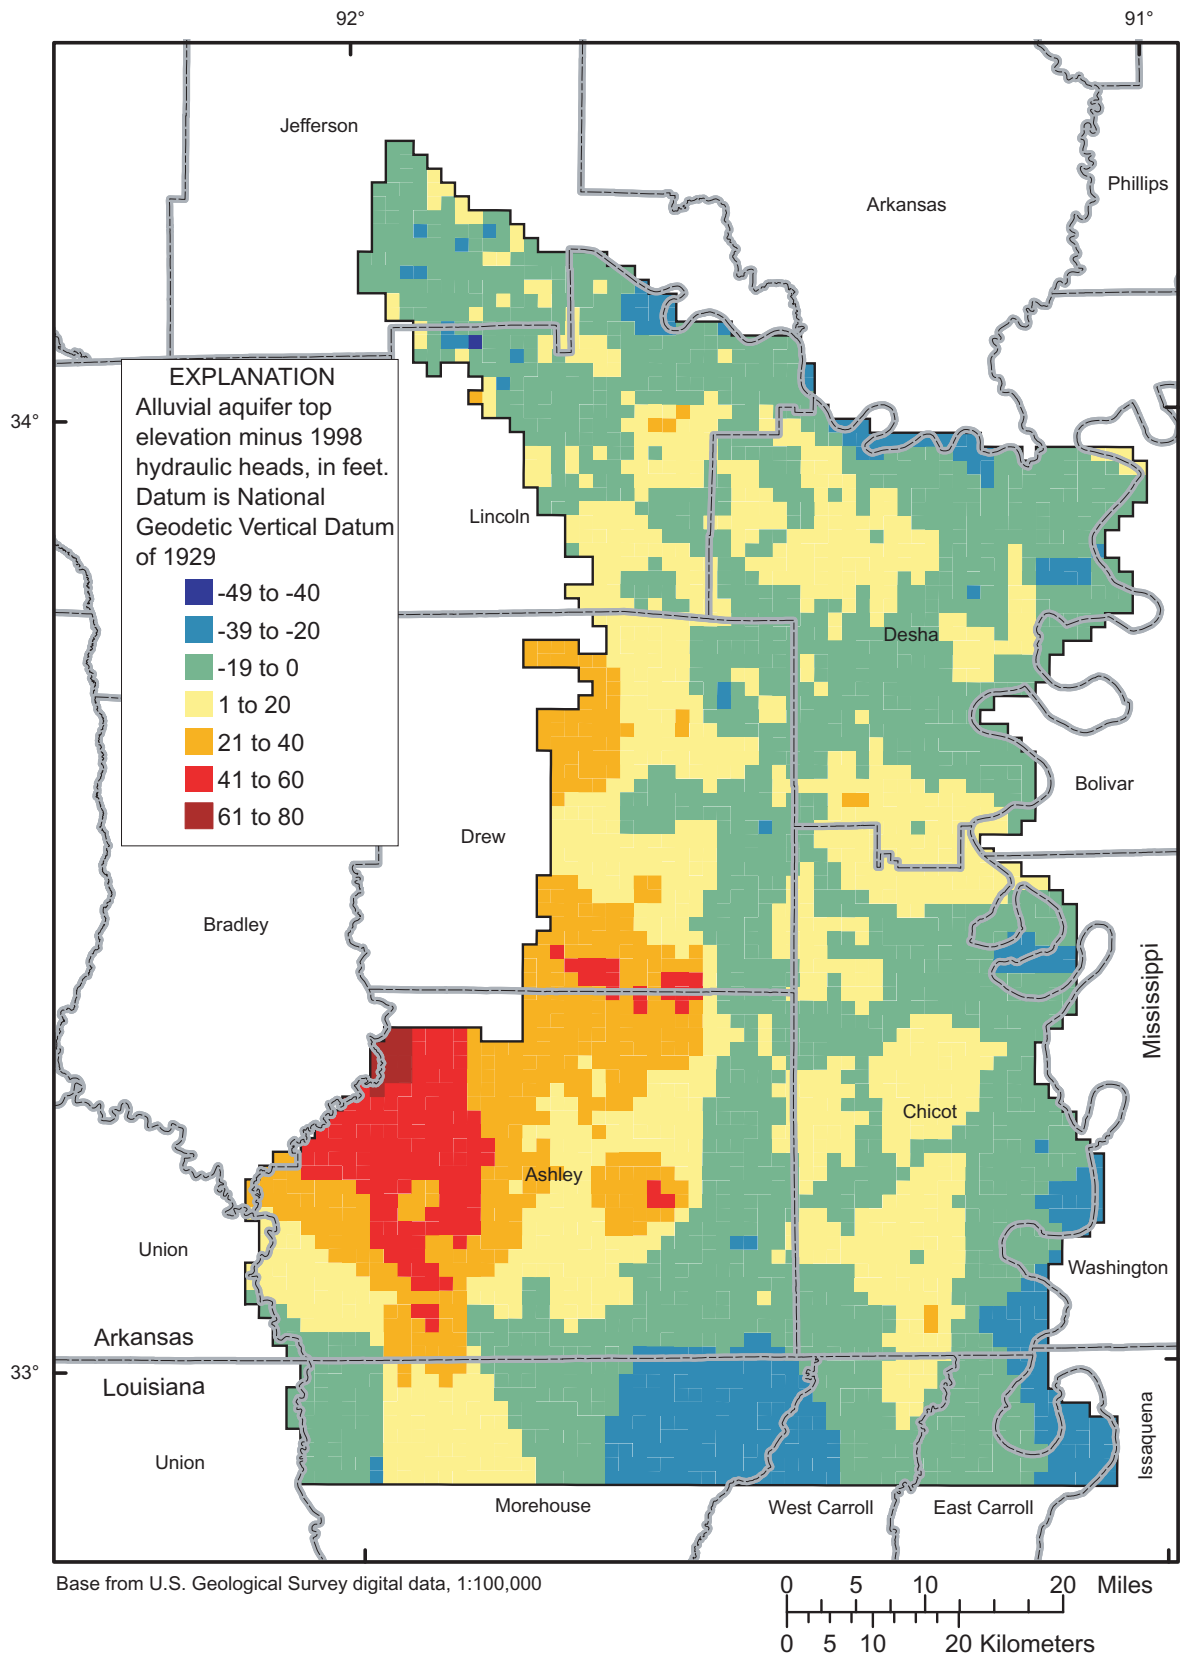 92°
91°
Jefferson
Phillips
Arkansas
EXPLANATION
Alluvial aquifer top
elevation minus 1998
hydraulic heads, in feet.
Datum is National
Geodetic Vertical Datum
of 1929
-49 to -40
-39 to -20
-19 to 0
1 to 20
21 to 40
41 to 60
61 to 80
34°
Lincoln
Desha
Bolivar
Drew
Bradley
Mississippi
Chicot
Ashley
Union
Washington
Arkansas
33°
Louisiana
Issaquena
Union
Morehouse
West Carroll
East Carroll
Base from U.S. Geological Survey digital data, 1:100,000
0 5 10 20 Miles
0 5 10 20 Kilometers